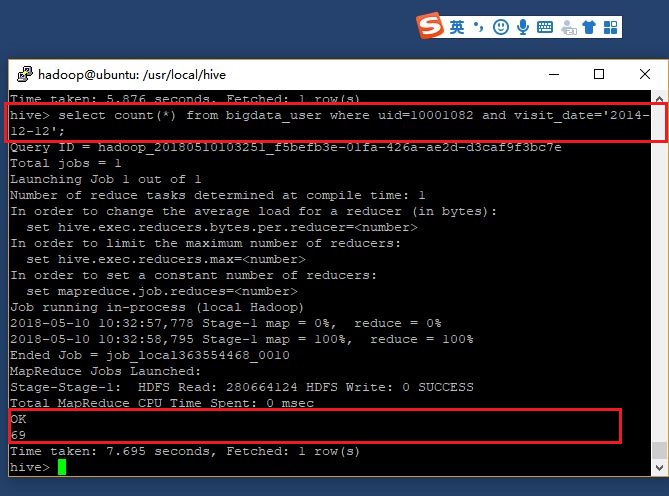 英
hadoop@ubuntu: /usr/local/hive
Time taken: 5.876 seconds, Fetched: 1 row(s)
hive> select count(*) from bigdata_user where uid=10001082 and visit_date='2014-
12-12';
Query ID = hadoop_20180510103251_f5befb3e-01fa-426a-ae2d-d3caf9f3bc7e
Total jobs = 1
Launching Job 1 out of 1
Number of reduce tasks determined at compile time: 1
In order to change the average load for a reducer (in bytes):
  set hive.exec.reducers.bytes.per.reducer=<number>
In order to limit the maximum number of reducers:
  set hive.exec.reducers.max=<number>
In order to set a constant number of reducers:
  set mapreduce.job.reduces=<number>
Job running in-process (local Hadoop)
2018-05-10 10:32:57,778 Stage-1 map = 0%,  reduce = 0%
2018-05-10 10:32:58,795 Stage-1 map = 100%,  reduce = 100%
Ended Job = job_local363554468_0010
MapReduce Jobs Launched:
Stage-Stage-1:  HDFS Read: 280664124 HDFS Write: 0 SUCCESS
Total MapReduce CPU Time Spent: 0 msec
OK
69
Time taken: 7.695 seconds, Fetched: 1 row(s)
hive>